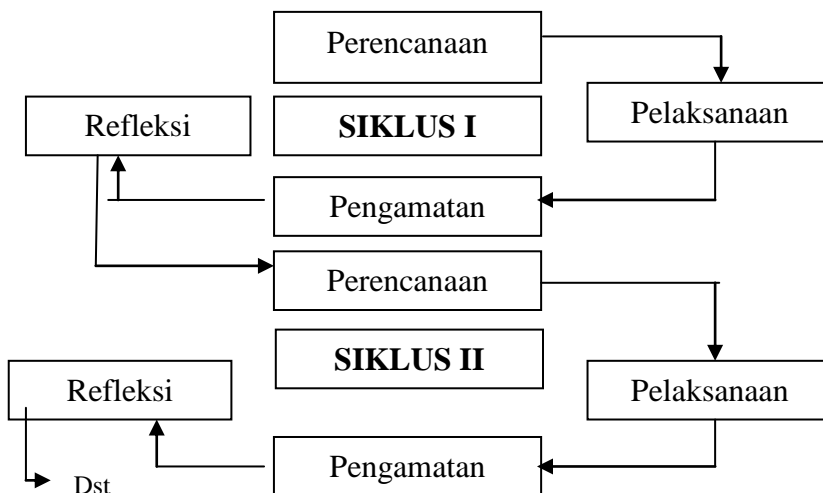 Perencanaan
Pelaksanaan
Refleksi
SIKLUS I
Pengamatan
Perencanaan
SIKLUS II
Refleksi
Pelaksanaan
Pengamatan
Dst